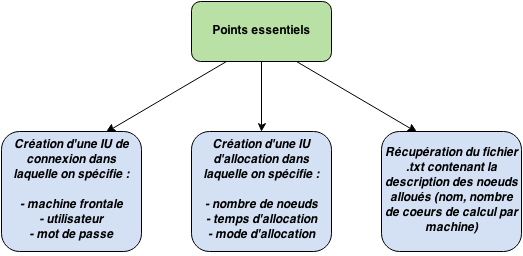 Points essentiels
Création d'une IU de
connexion dans
laquelle on spécifie :
- machine frontale
- utilisateur
- mot de passe
Création d'une IU
d'allocation dans
laquelle on spécifie :
- nombre de noeuds
- temps d'allocation
- mode d'allocation
Récupération du fichier
.txt contenant la
description des noeuds
alloués (nom, nombre
de coeurs de calcul par
machine)